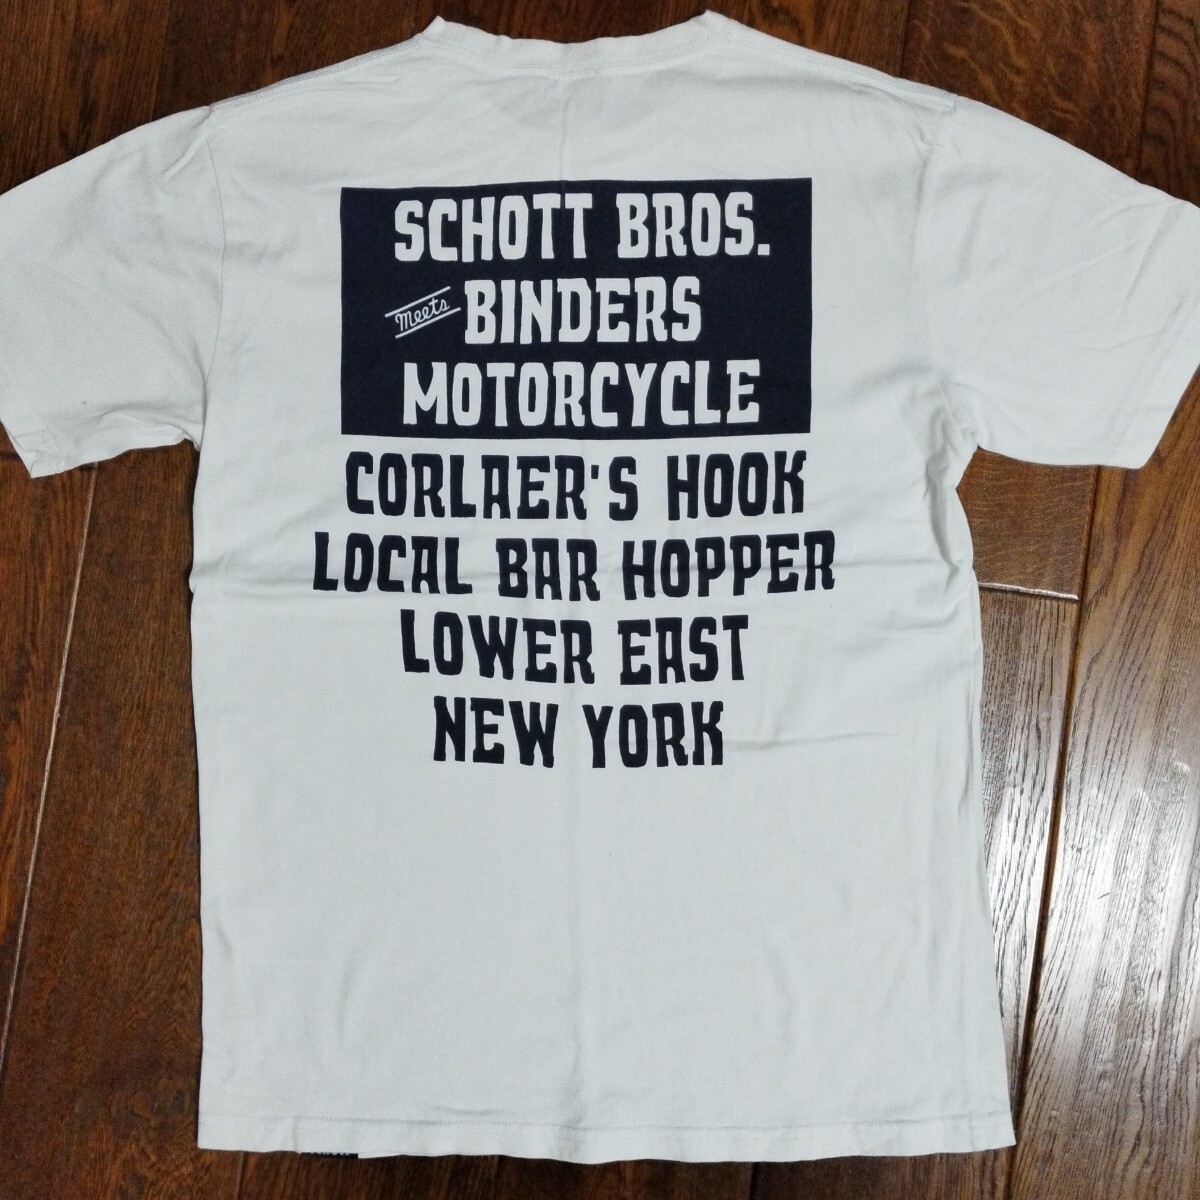 SCHOTT BROS.
meets BINDERS
MOTORCYCLE
CORLAER'S HOOK
LOCAL BAR HOPPER
LOWER EAST
NEW YORK